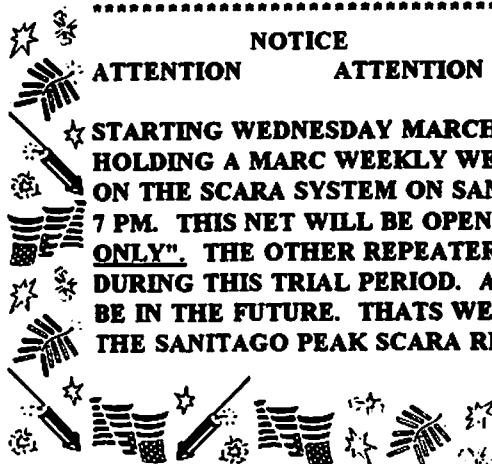 NOTICE
ATTENTION ATTENTION
STARTING WEDNESDAY MARCH
HOLDING A MARC WEEKLY WE
ON THE SCARA SYSTEM ON SAN
7 PM. THIS NET WILL BE OPEN
ONLY". THE OTHER REPEATER
DURING THIS TRIAL PERIOD. A
BE IN THE FUTURE. THATS WE
THE SANITAGO PEAK SCARA RE